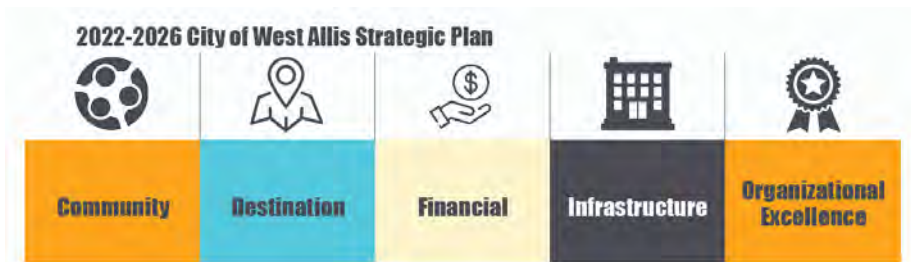 2022-2026 City of West Allis Strategic Plan
$
Community
Destination
Financial
Infrastructure
Organizational
Excellence